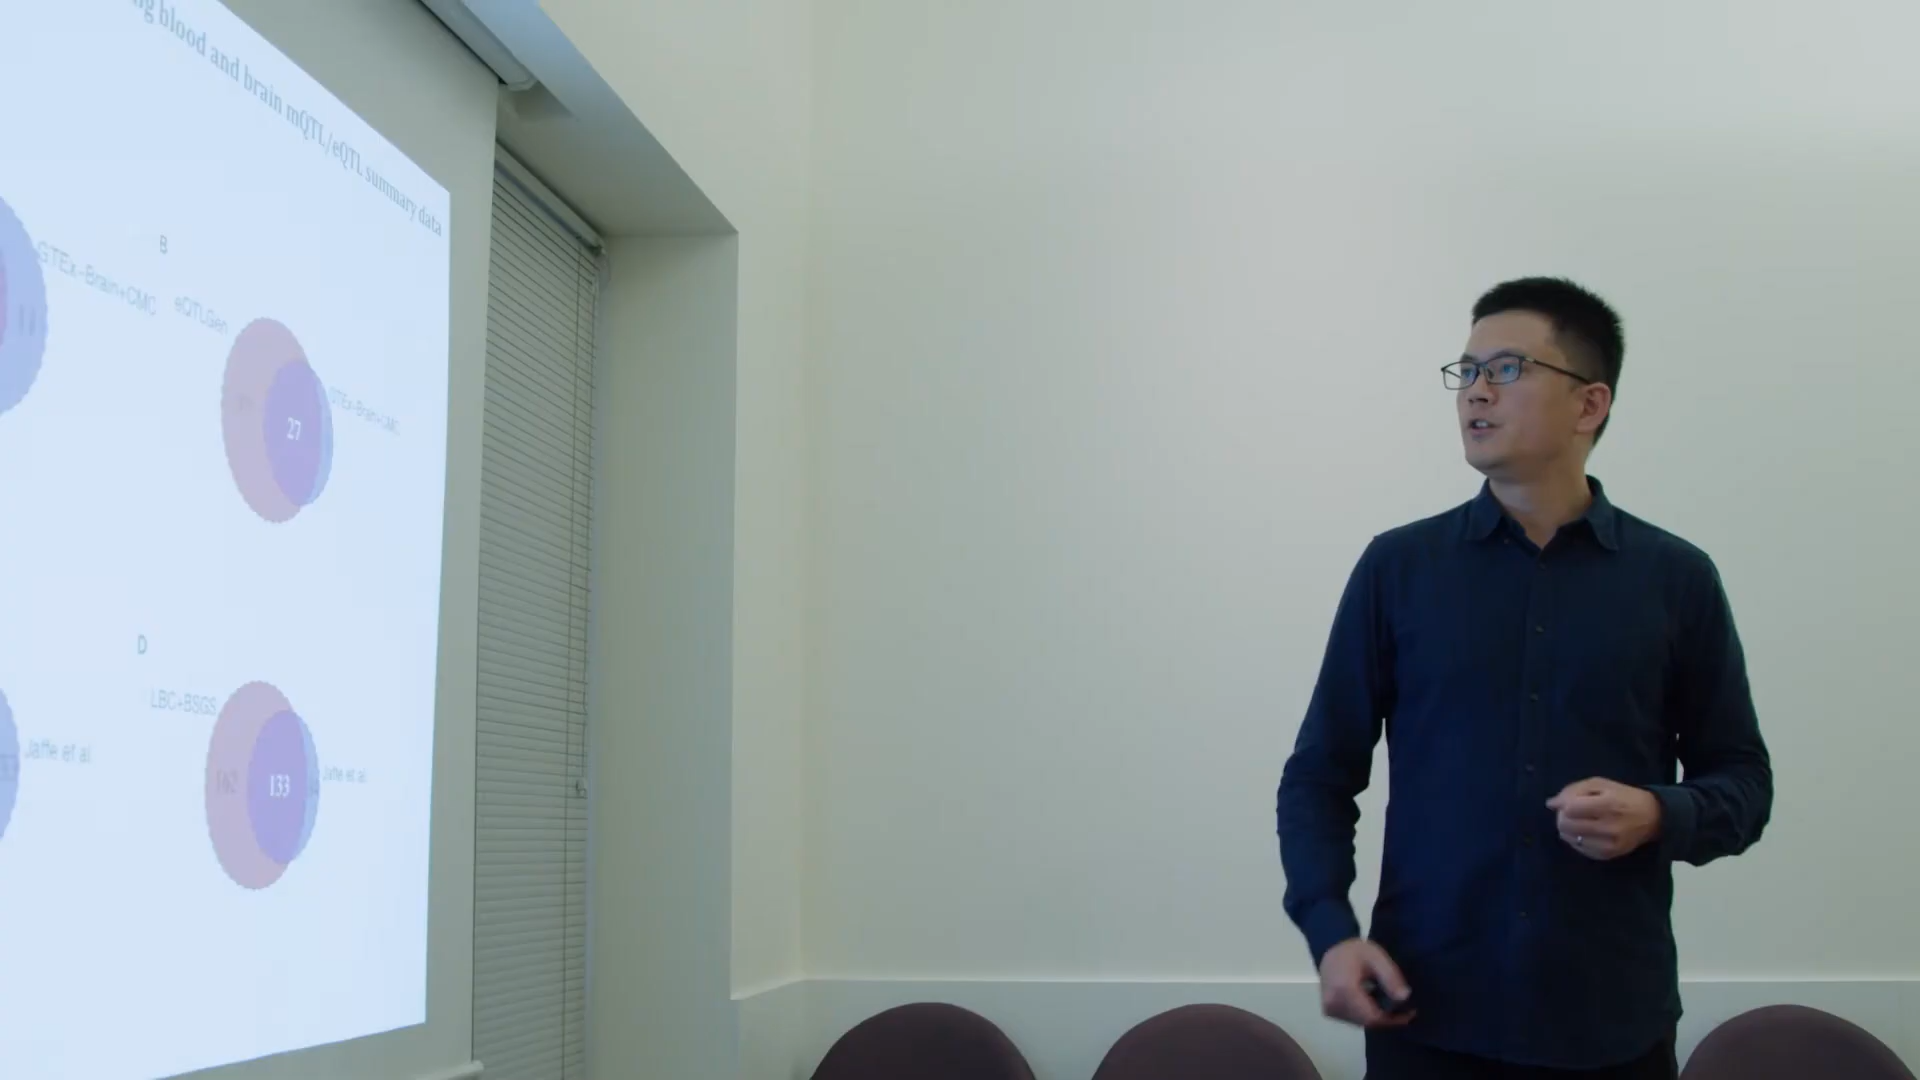 blood and brain mQTL/eQTL summary data
B
GTEx-Brain+CMC
eQTLGen
GTEx-Brain+CMC
27
D
LBC+BSGS
Jaffe et al
162
133
Jaffe et al